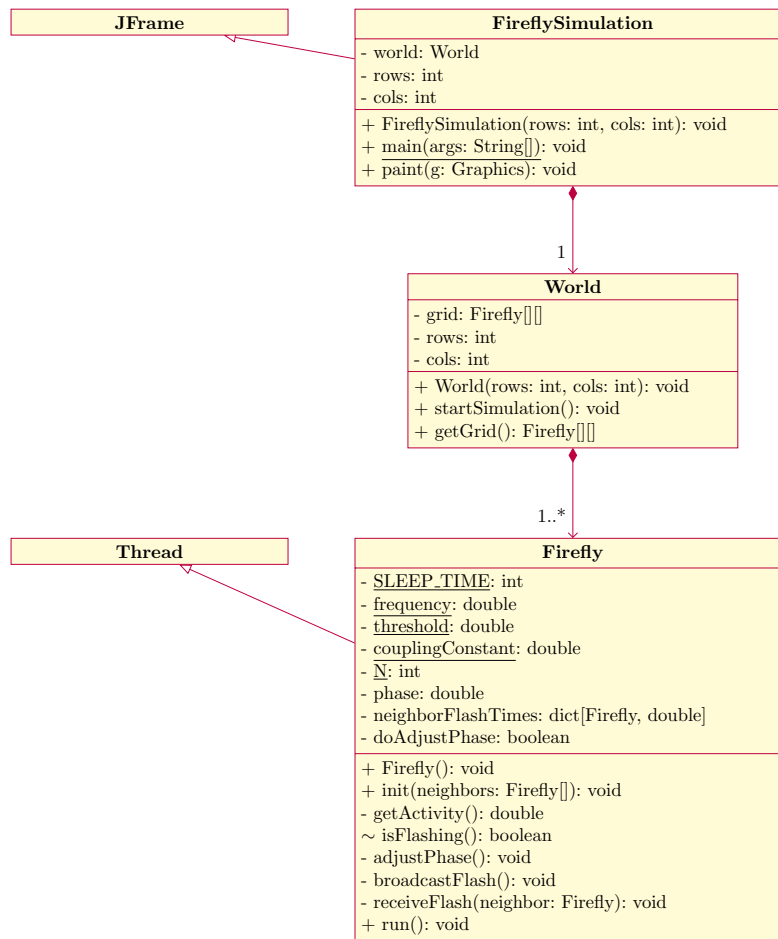 JFrame
FireflySimulation
- world: World
- rows: int
- cols: int
+ FireflySimulation(rows: int, cols: int): void
+ main(args: String[]): void
+ paint(g: Graphics): void
1
World
- grid: Firefly[][]
- rows: int
- cols: int
+ World(rows: int, cols: int): void
+ startSimulation(): void
+ getGrid(): Firefly[][]
1..*
Thread
Firefly
- SLEEP_TIME: int
- frequency: double
- threshold: double
- couplingConstant: double
- N: int
- phase: double
- neighborFlashTimes: dict[Firefly, double]
- doAdjustPhase: boolean
+ Firefly(): void
+ init(neighbors: Firefly[]): void
- getActivity(): double
~ isFlashing(): boolean
- adjustPhase(): void
- broadcastFlash(): void
- receiveFlash(neighbor: Firefly): void
+ run(): void